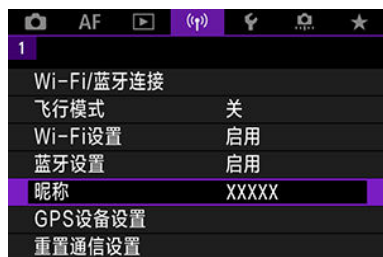 AF
1
Wi-Fi/蓝牙连接
飞行模式 关
Wi-Fi设置 启用
蓝牙设置 启用
昵称 XXXXX
GPS设备设置
重置通信设置